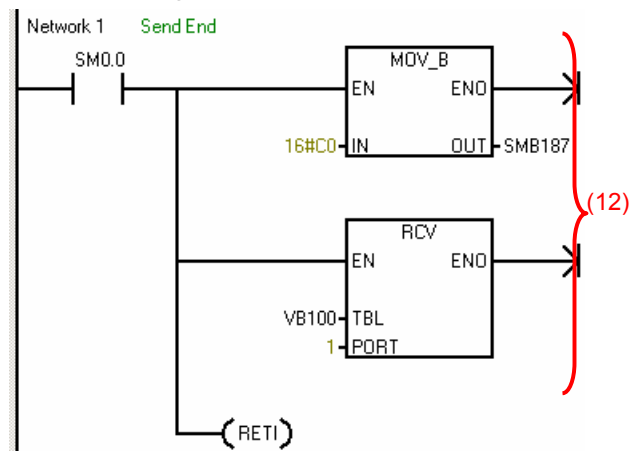 Network 1 Send End
SM0.0
MOV_B
EN ENO
16#C0 IN OUT SMB187
(12)
RCV
EN ENO
VB100 TBL
1 PORT
RETI